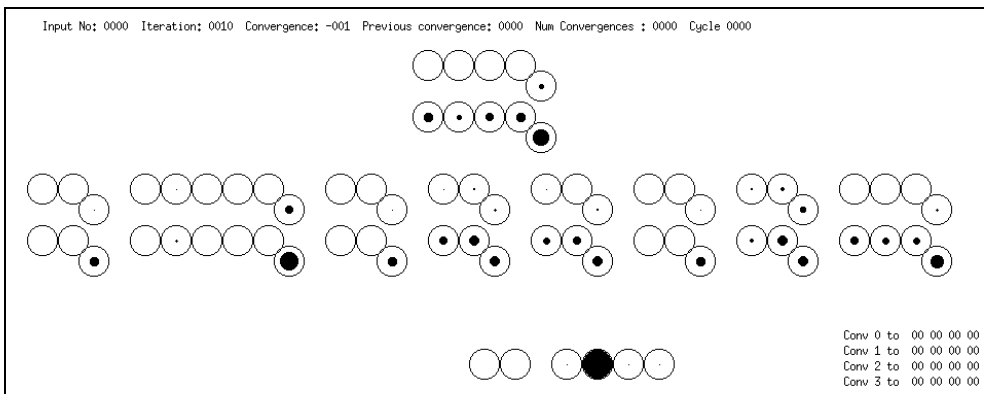 Input No: 0000 Iteration: 0010 Convergence: -001 Previous convergence: 0000 Num Convergences : 0000 Cycle 0000
Conv 0 to 00 00 00 00
Conv 1 to 00 00 00 00
Conv 2 to 00 00 00 00
Conv 3 to 00 00 00 00